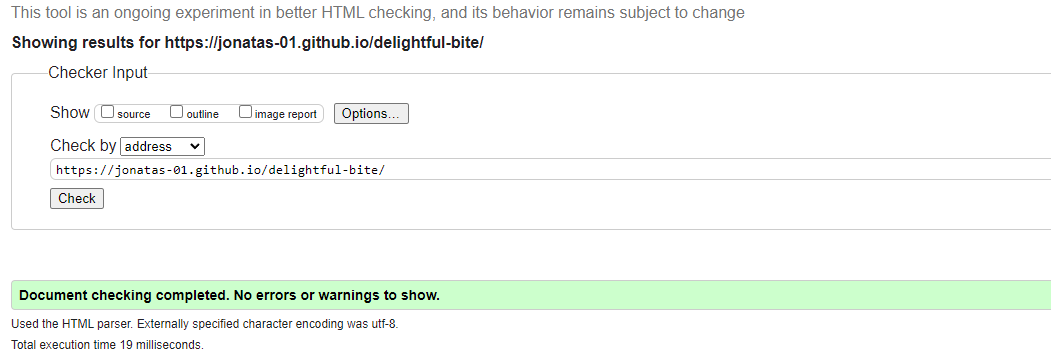 This tool is an ongoing experiment in better HTML checking, and its behavior remains subject to change
Showing results for https://jonatas-01.github.io/delightful-bite/
Checker Input
Show source outline image report Options...
Check by address
https://jonatas-01.github.io/delightful-bite/
Check
Document checking completed. No errors or warnings to show.
Used the HTML parser. Externally specified character encoding was utf-8.
Total execution time 19 milliseconds.